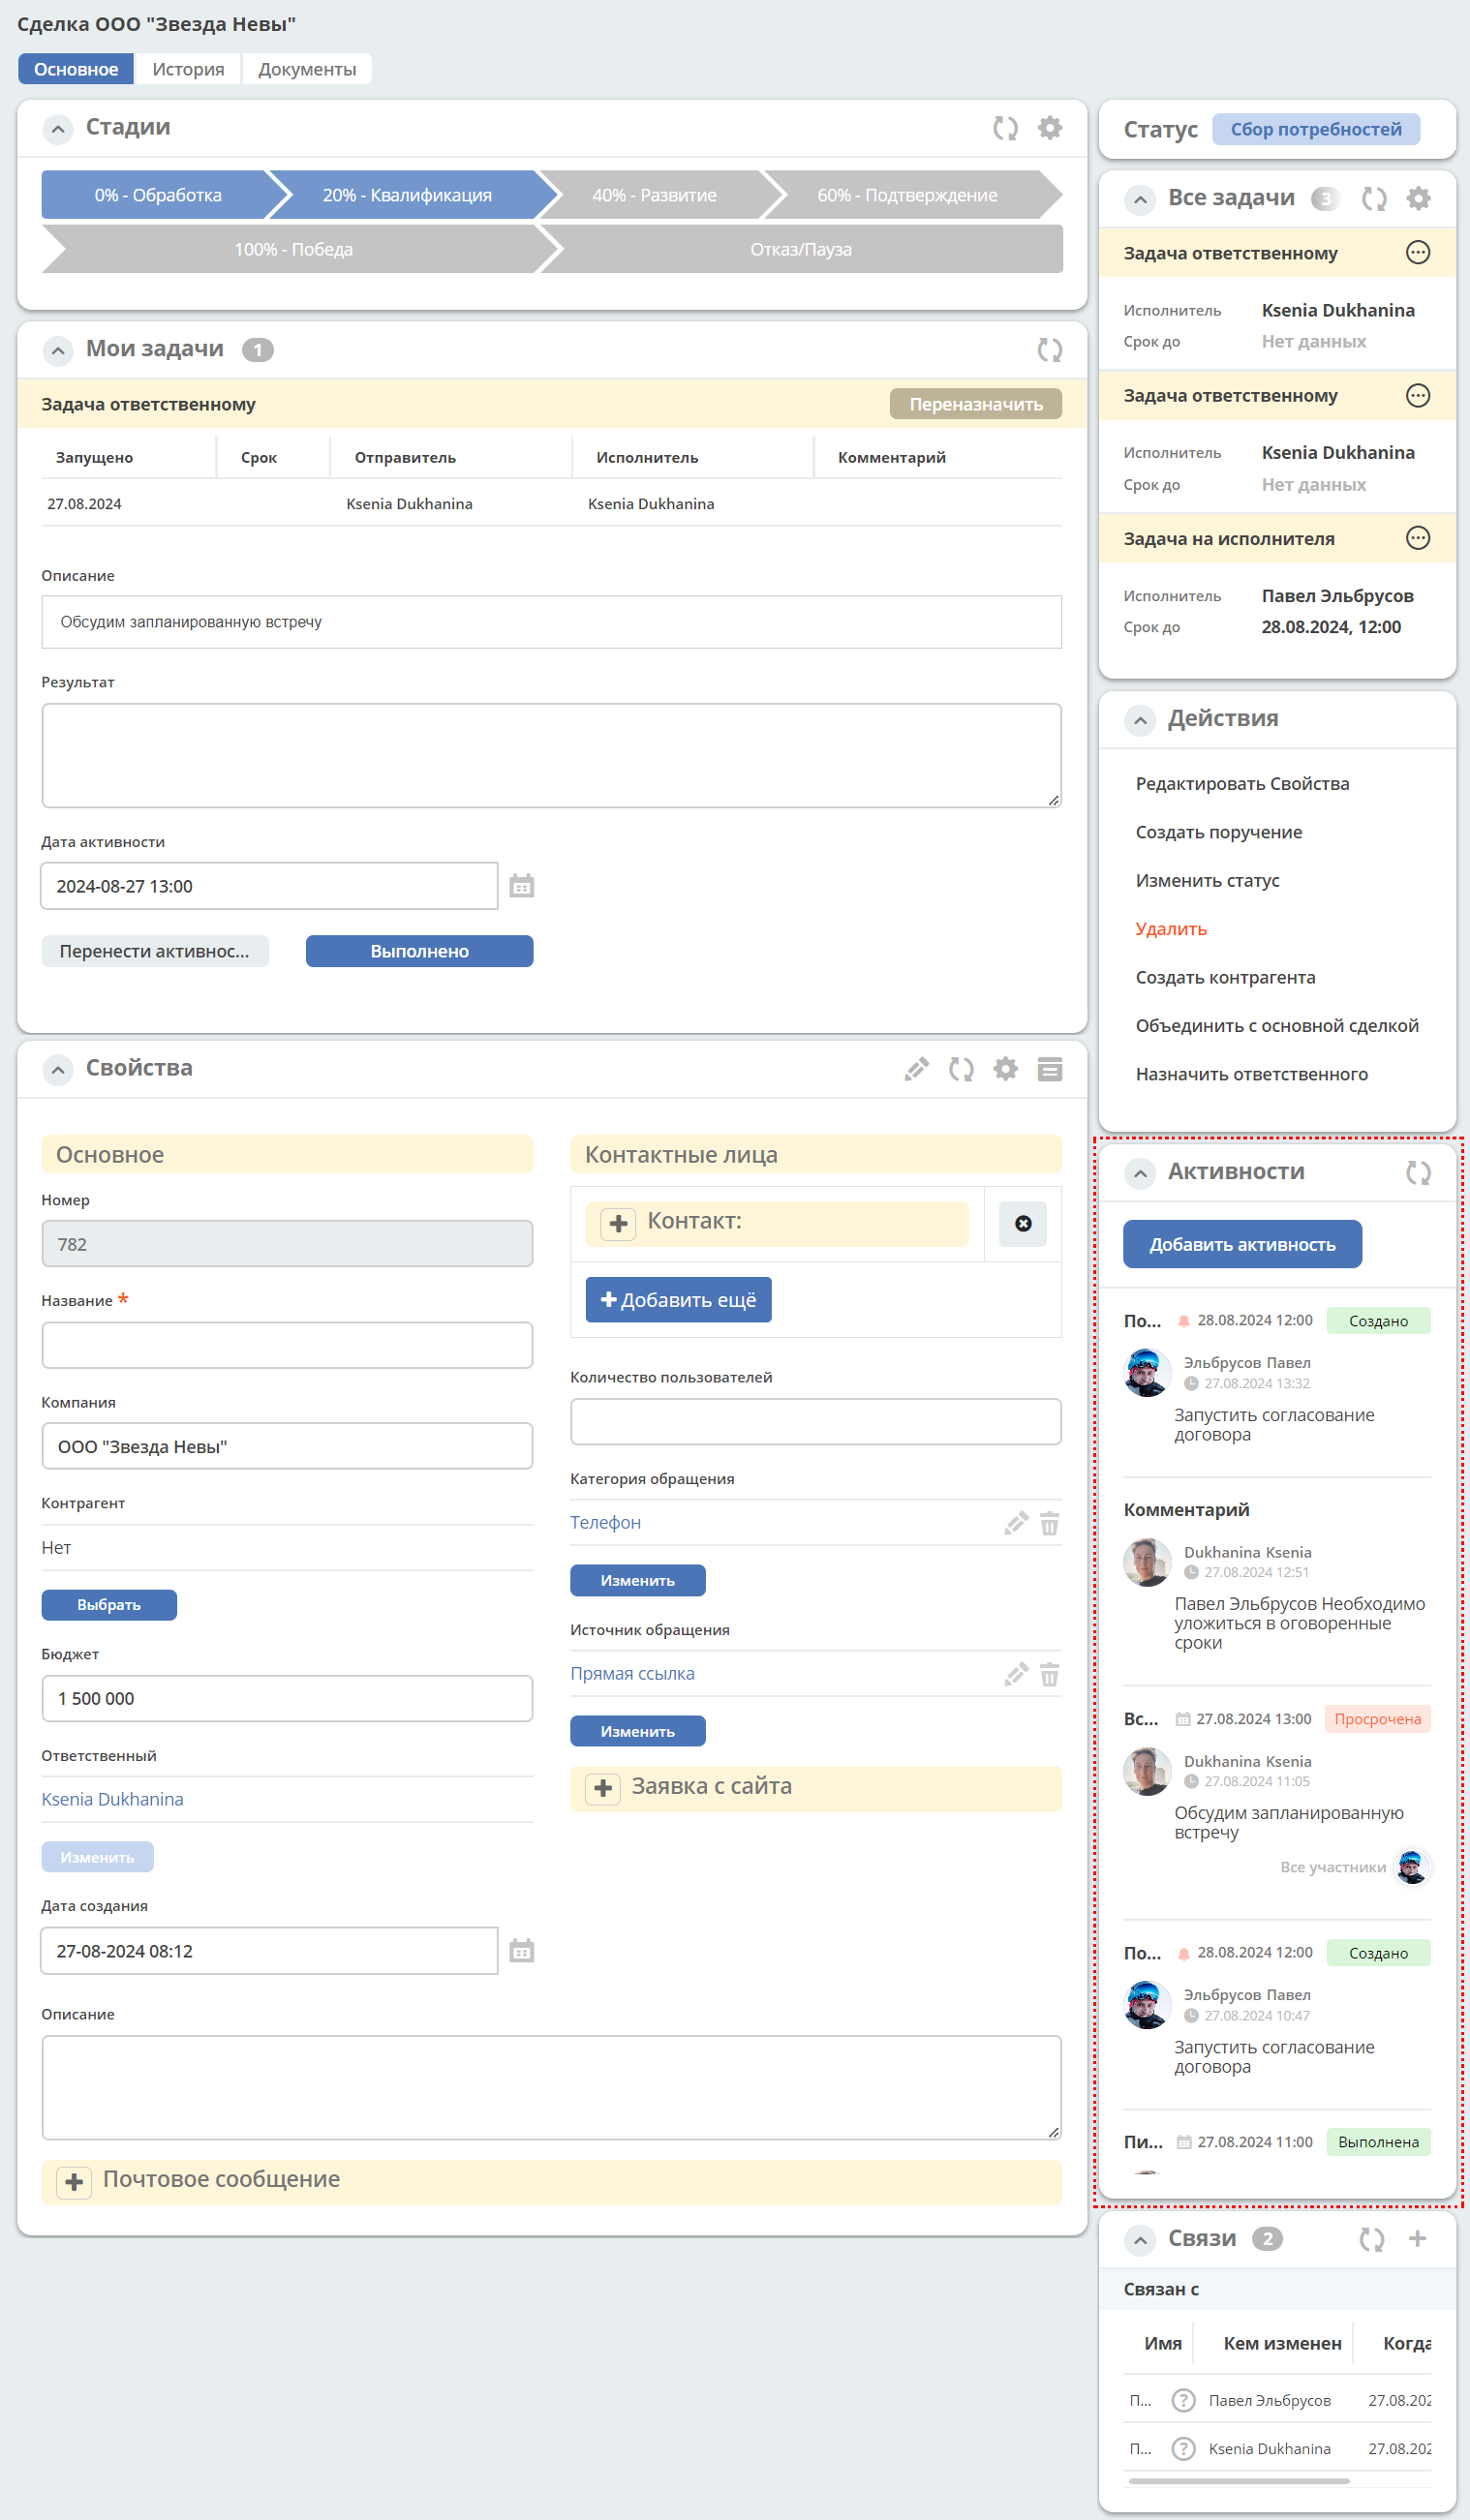 Сделка ООО "Звезда Невы"
Основное
История
Документы
Стадии
0% - Обработка
20% - Квалификация
40% - Развитие
60% - Подтверждение
100% - Победа
Отказ/Пауза
Мои задачи 1
Задача ответственному
Переназначить
Запущено Срок Отправитель Исполнитель Комментарий
27.08.2024 Ksenia Dukhanina Ksenia Dukhanina
Описание
Обсудим запланированную встречу
Результат
Дата активности
2024-08-27 13:00
Перенести активнос...
Выполнено
Свойства
Основное
Номер
782
Название *
Компания
ООО "Звезда Невы"
Контрагент
Нет
Выбрать
Бюджет
1 500 000
Ответственный
Ksenia Dukhanina
Изменить
Дата создания
27-08-2024 08:12
Контактные лица
Контакт:
Добавить ещё
Количество пользователей
Категория обращения
Телефон
Изменить
Источник обращения
Прямая ссылка
Изменить
Заявка с сайта
Описание
Почтовое сообщение
Статус Сбор потребностей
Все задачи 3
Задача ответственному
Исполнитель Ksenia Dukhanina
Срок до Нет данных
Задача ответственному
Исполнитель Ksenia Dukhanina
Срок до Нет данных
Задача на исполнителя
Исполнитель Павел Эльбрусов
Срок до 28.08.2024, 12:00
Действия
Редактировать Свойства
Создать поручение
Изменить статус
Удалить
Создать контрагента
Объединить с основной сделкой
Назначить ответственного
Активности
Добавить активность
По... 28.08.2024 12:00 Создано
Эльбрусов Павел
27.08.2024 13:32
Запустить согласование
договора
Комментарий
Dukhanina Ksenia
27.08.2024 12:51
Павел Эльбрусов Необходимо
уложиться в оговоренные
сроки
Вс... 27.08.2024 13:00 Просрочена
Dukhanina Ksenia
27.08.2024 11:05
Обсудим запланированную
встречу
Все участники
По... 28.08.2024 12:00 Создано
Эльбрусов Павел
27.08.2024 10:47
Запустить согласование
договора
Пи... 27.08.2024 11:00 Выполнена
Связи 2
Связан с
Имя Кем изменен Когда
П... ? Павел Эльбрусов 27.08.202
П... ? Ksenia Dukhanina 27.08.202